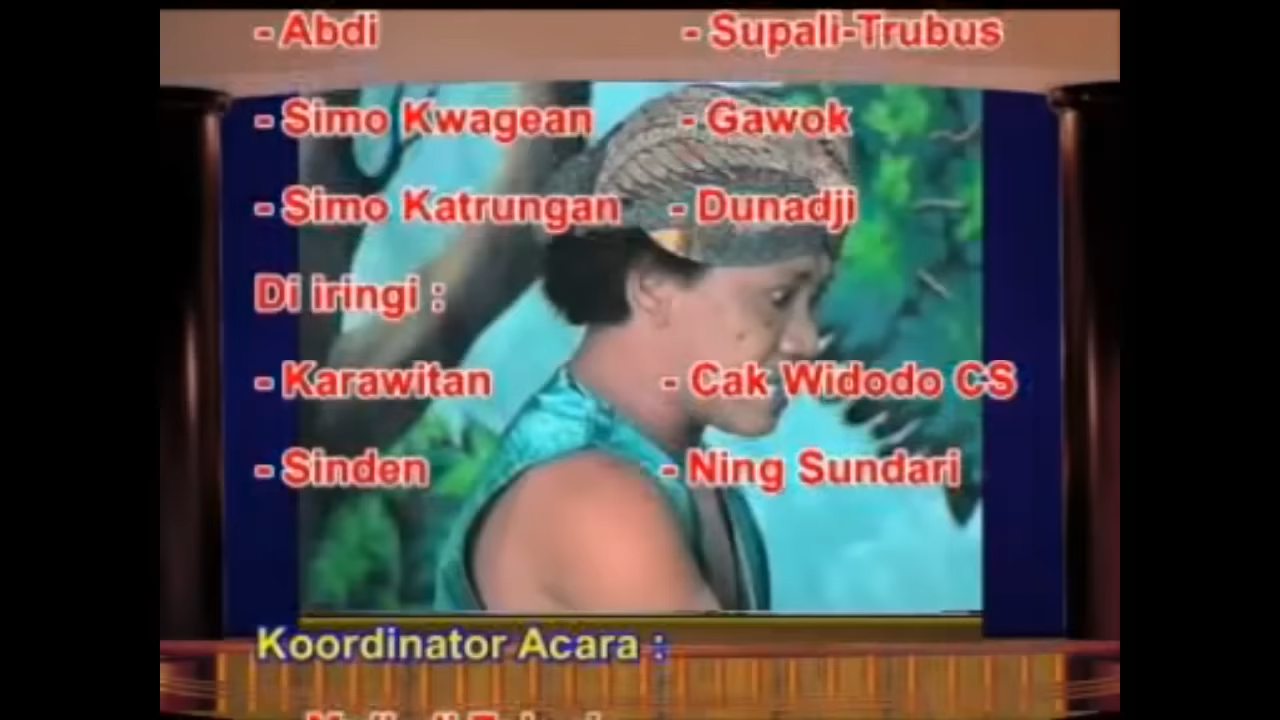 - Abdi - Supali-Trubus
- Simo Kwagean - Gawok
- Simo Katrungan - Dunadji
Di iringi :
- Karawitan - Cak Widodo CS
- Sinden - Ning Sundari
Koordinator Acara :